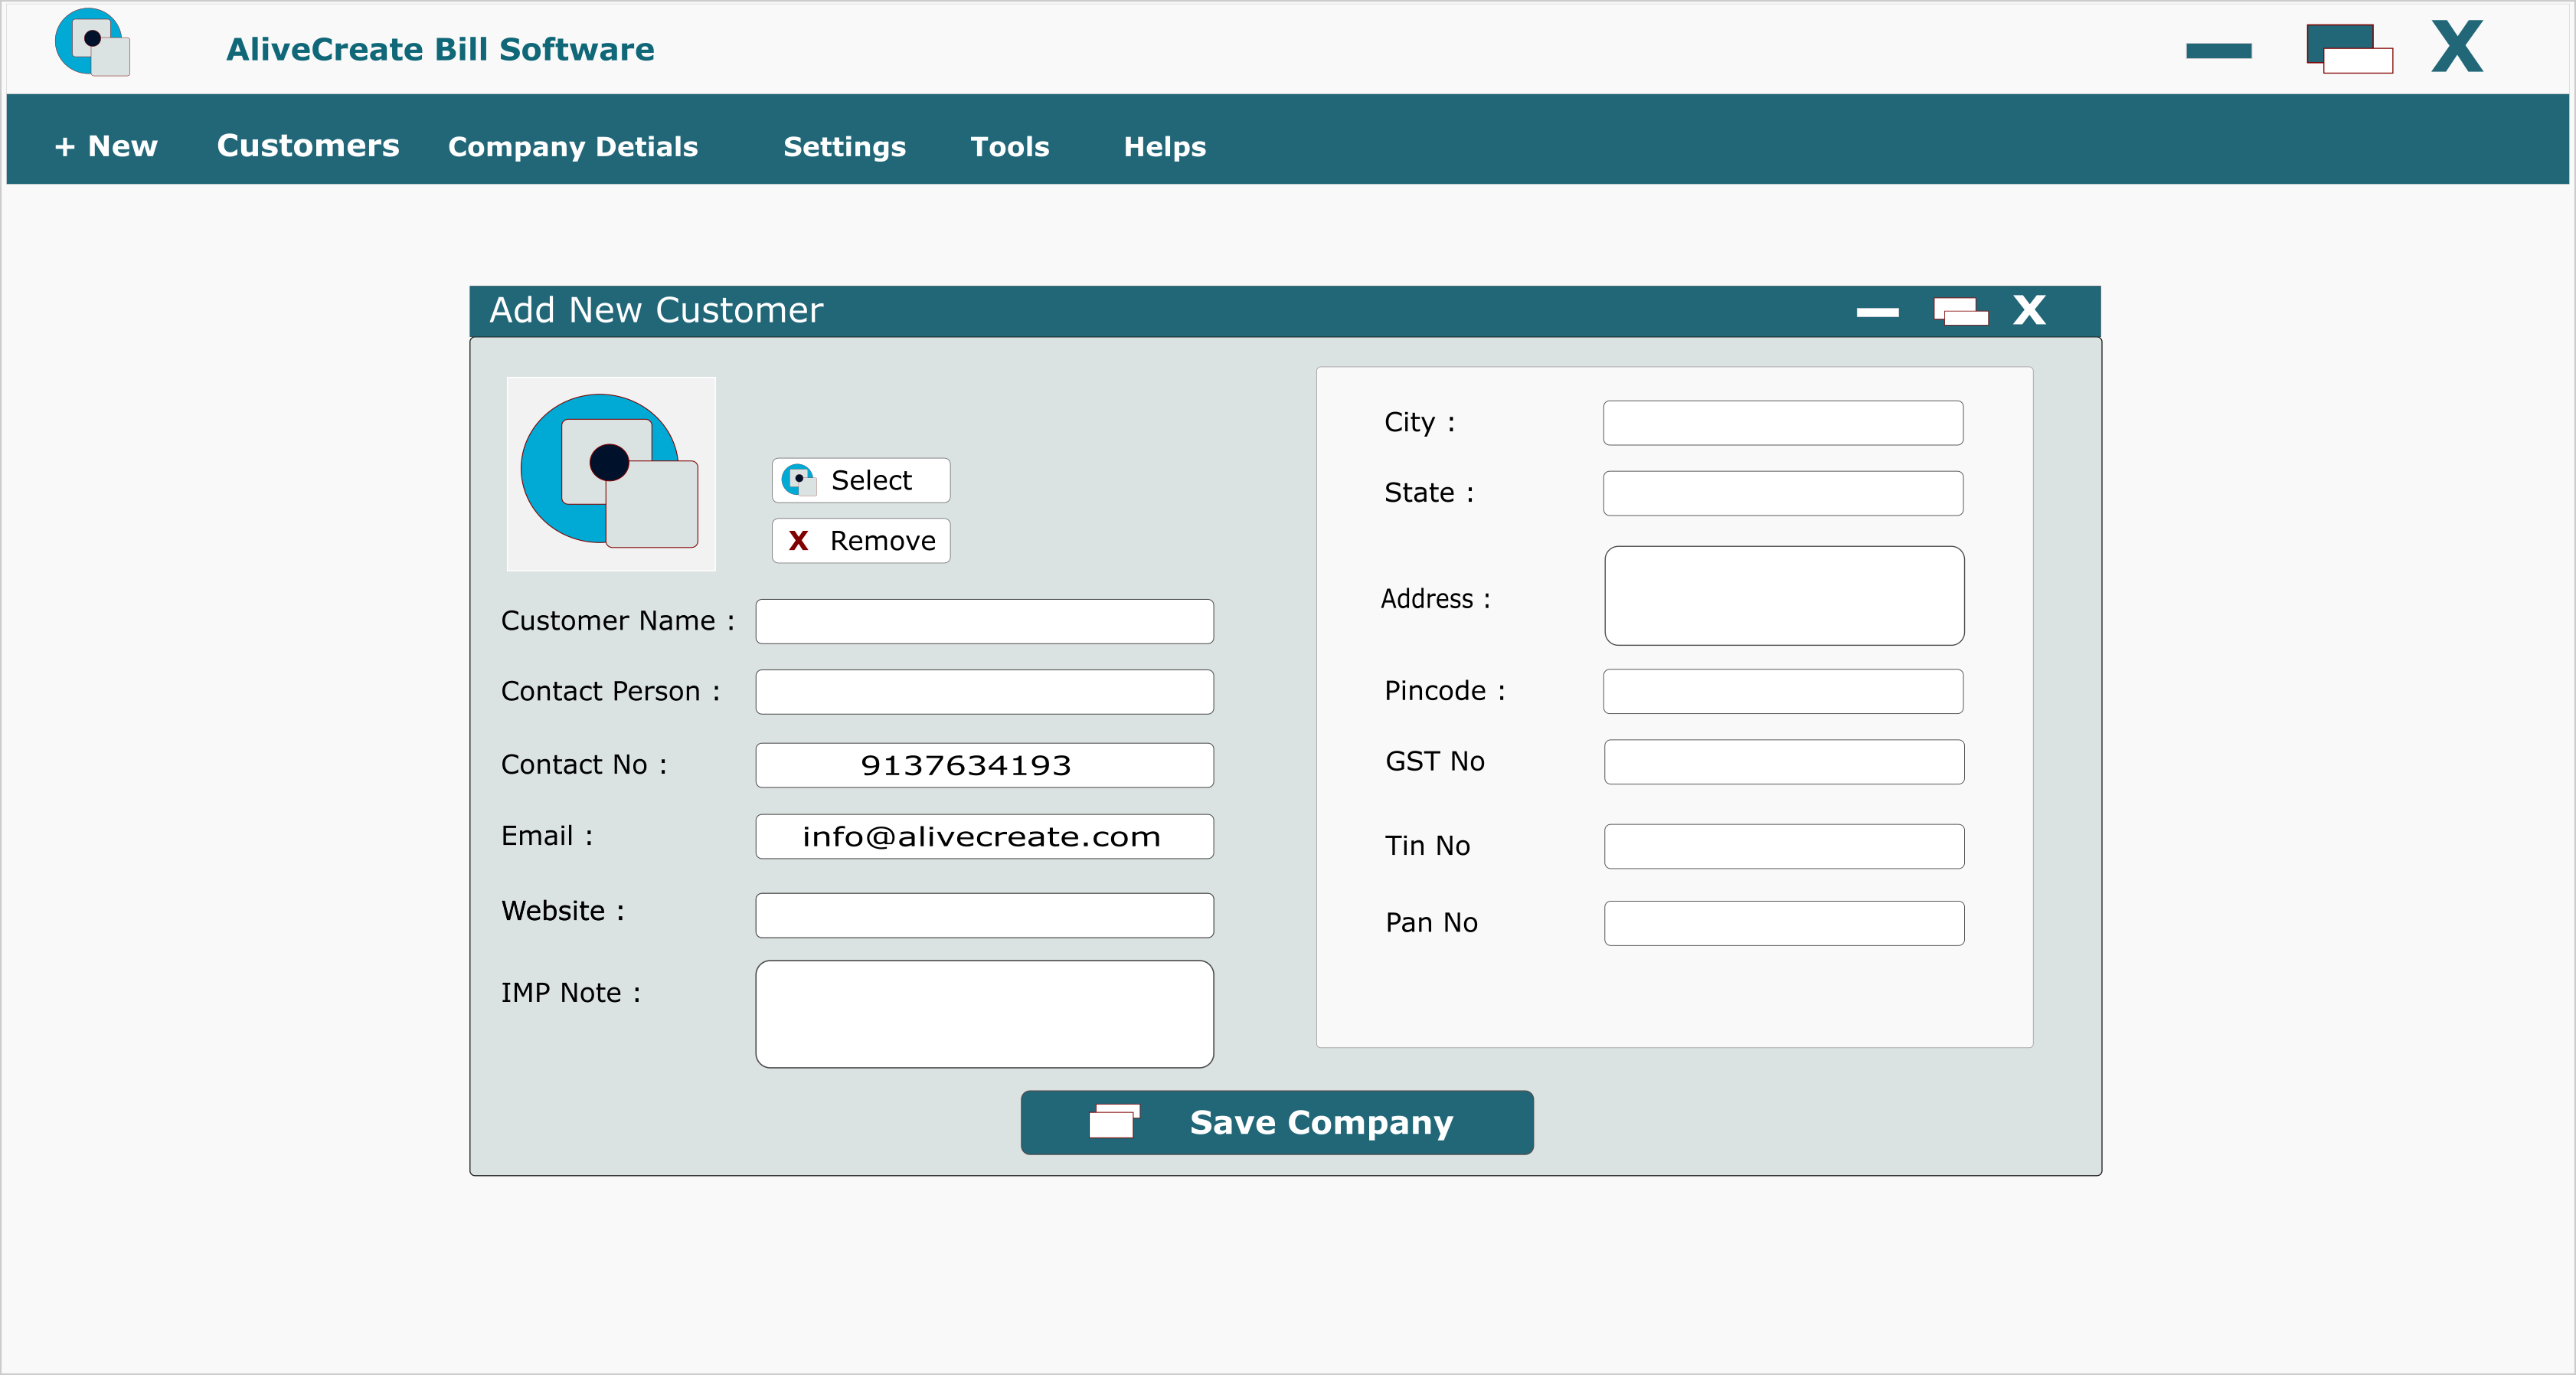 AliveCreate Bill Software
X
+ New Customers Company Detials Settings Tools Helps
Add New Customer
X
Select
X Remove
Customer Name :
Contact Person :
Contact No : 9137634193
Email : info@alivecreate.com
Website :
IMP Note :
City :
State :
Address :
Pincode :
GST No
Tin No
Pan No
Save Company